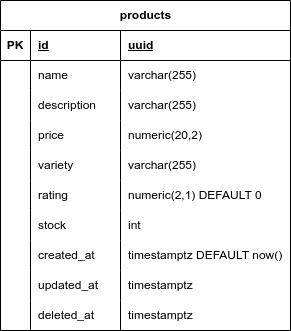 products
PK id uuid
name varchar(255)
description varchar(255)
price numeric(20,2)
variety varchar(255)
rating numeric(2,1) DEFAULT 0
stock int
created_at timestamptz DEFAULT now()
updated_at timestamptz
deleted_at timestamptz